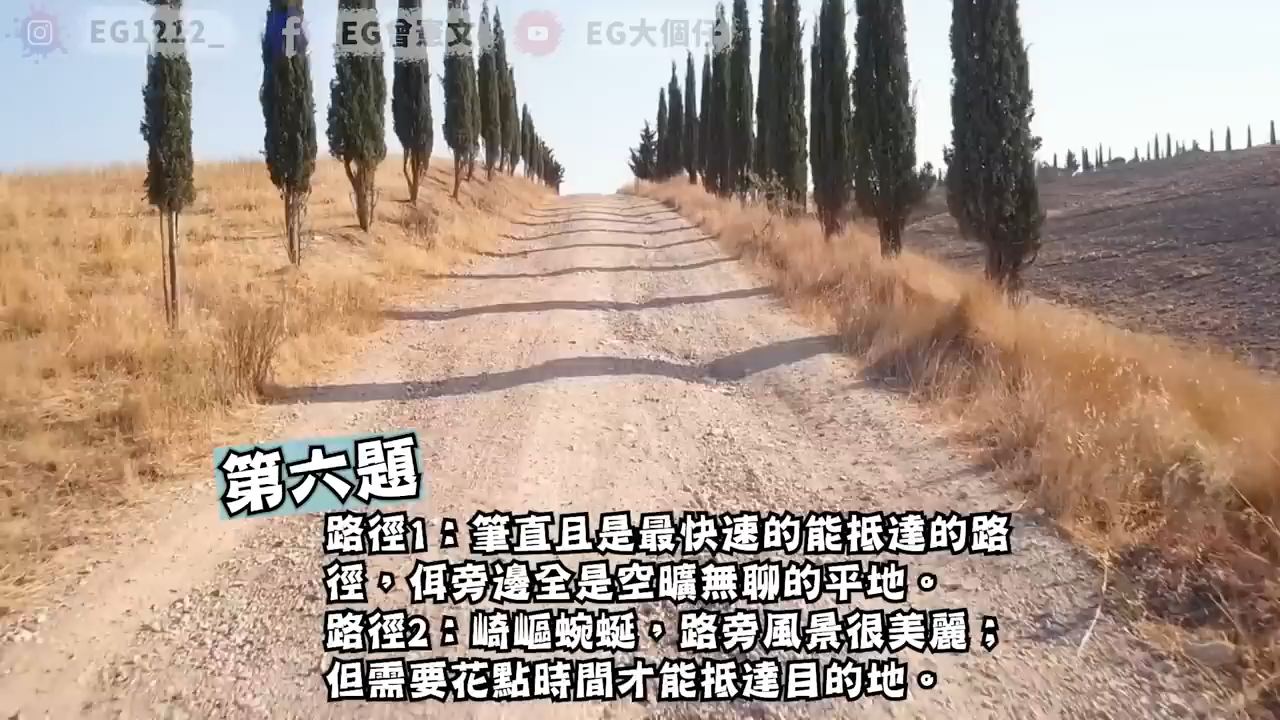 EG1212_
EG曾憲文
EG大個仔
第六題
路徑1：筆直且是最快速的能抵達的路
徑，但旁邊全是空曠無聊的平地。
路徑2：崎嶇蜿蜒，路旁風景很美麗；
但需要花點時間才能抵達目的地。